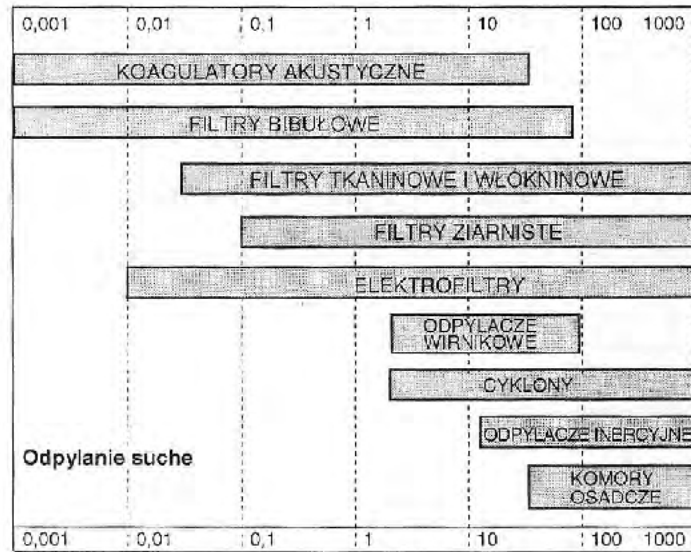 0,001 0,01 0,1 1 10 100 1000
KOAGULATORY AKUSTYCZNE
FILTRY BIBUŁOWE
FILTRY TKANINOWE I WŁÓKNINOWE
FILTRY ZIARNISTE
ELEKTROFILTRY
ODPYLACZE
WIRNIKOWE
CYKLONY
ODPYLACZE INERCYJNE
Odpylanie suche
KOMORY
OSADCZE
0,001 0,01 0,1 1 10 100 1000